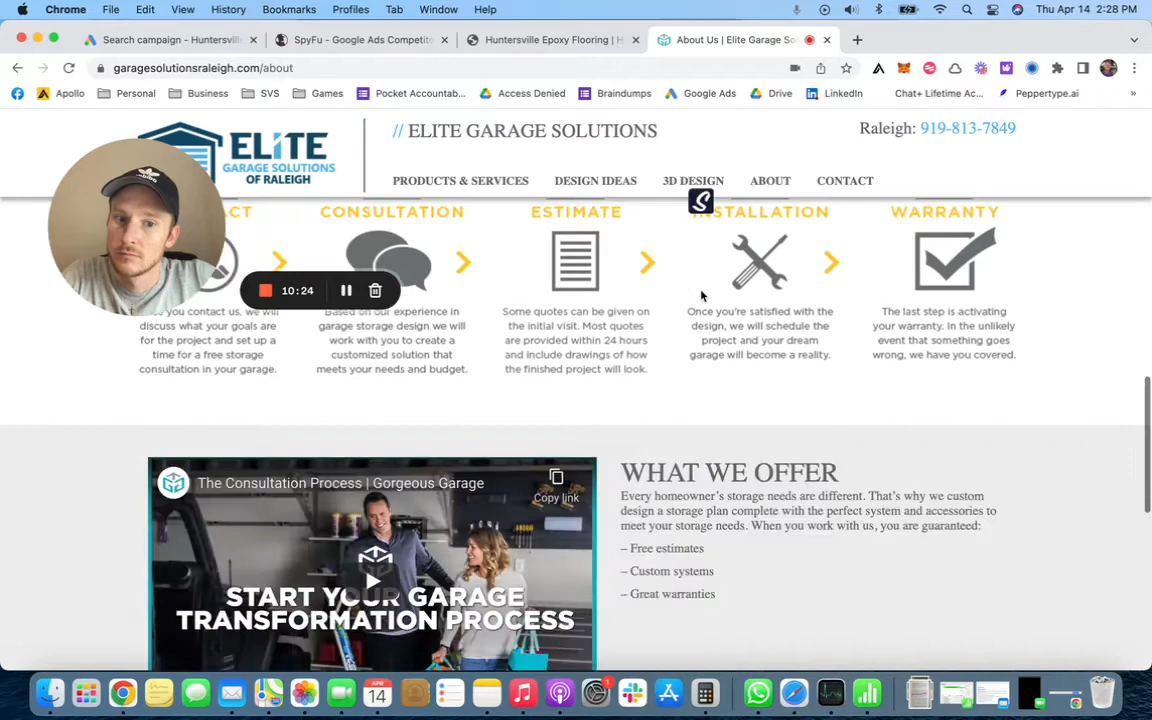 Chrome File Edit View History Bookmarks Profiles Tab Window Help Thu Apr 14 2:28 PM
Search campaign - Huntersvill
SpyFu - Google Ads Competito
Huntersville Epoxy Flooring | H
About Us | Elite Garage So
garagesolutionsraleigh.com/about
Apollo Personal Business SVS Games Pocket Accountab... Access Denied Braindumps Google Ads Drive LinkedIn Chat+ Lifetime Ac... Peppertype.ai
ELITE
GARAGE SOLUTIONS
OF RALEIGH
// ELITE GARAGE SOLUTIONS
Raleigh: 919-813-7849
PRODUCTS & SERVICES DESIGN IDEAS 3D DESIGN ABOUT CONTACT
ACT CONSULTATION ESTIMATE INSTALLATION WARRANTY
10:24
you contact us, we will
discuss what your goals are
for the project and set up a
time for a free storage
consultation in your garage.
Based on our experience in
garage storage design we will
work with you to create a
customized solution that
meets your needs and budget.
Some quotes can be given on
the initial visit. Most quotes
are provided within 24 hours
and include drawings of how
the finished project will look.
Once you're satisfied with the
design, we will schedule the
project and your dream
garage will become a reality.
The last step is activating
your warranty. In the unlikely
event that something goes
wrong, we have you covered.
The Consultation Process | Gorgeous Garage
Copy link
START YOUR GARAGE
TRANSFORMATION PROCESS
WHAT WE OFFER
Every homeowner's storage needs are different. That's why we custom
design a storage plan complete with the perfect system and accessories to
meet your storage needs. When you work with us, you are guaranteed:
– Free estimates
– Custom systems
– Great warranties
APR
14
1